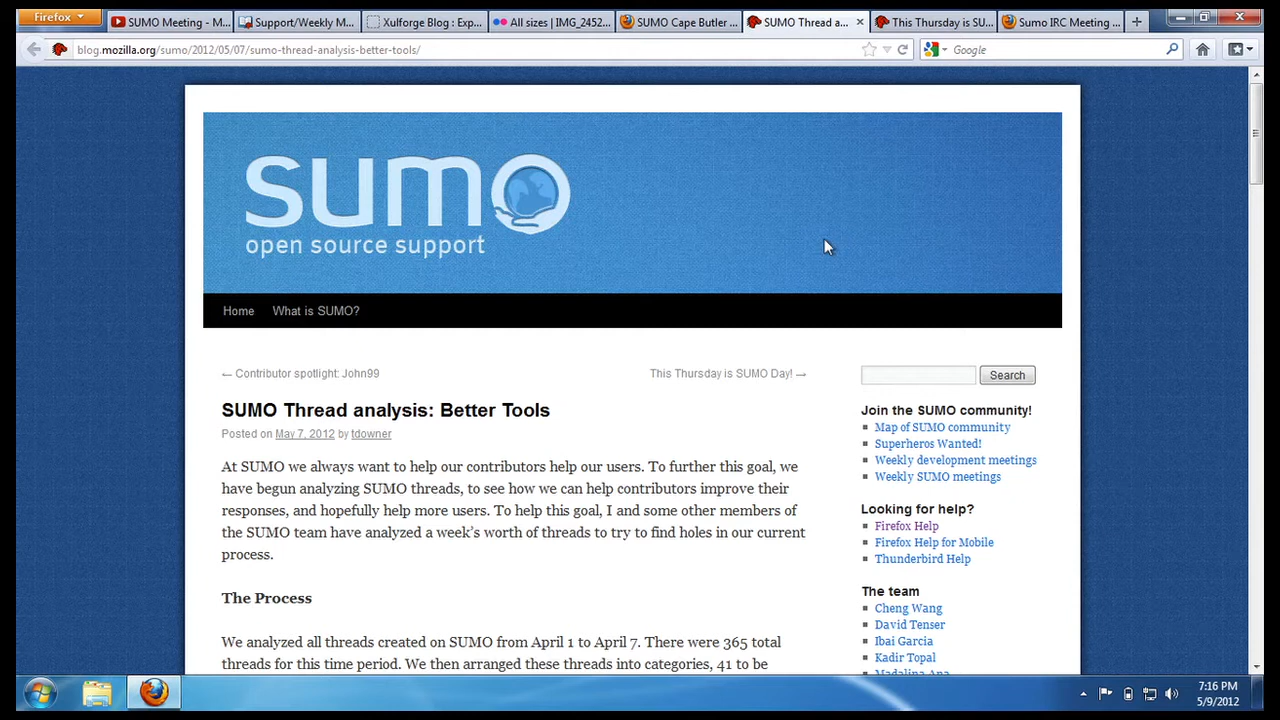 Firefox
SUMO Meeting - M...
Support/Weekly M...
Xulforge Blog : Exp...
All sizes | IMG_2452...
SUMO Cape Butler ...
SUMO Thread a...
This Thursday is SU...
Sumo IRC Meeting ...
blog.mozilla.org/sumo/2012/05/07/sumo-thread-analysis-better-tools/
Google
sumo
open source support
Home
What is SUMO?
← Contributor spotlight: John99
This Thursday is SUMO Day! →
SUMO Thread analysis: Better Tools
Posted on May 7, 2012 by tdowner
At SUMO we always want to help our contributors help our users. To further this goal, we
have begun analyzing SUMO threads, to see how we can help contributors improve their
responses, and hopefully help more users. To help this goal, I and some other members of
the SUMO team have analyzed a week's worth of threads to try to find holes in our current
process.
The Process
We analyzed all threads created on SUMO from April 1 to April 7. There were 365 total
threads for this time period. We then arranged these threads into categories, 41 to be
Search
Join the SUMO community!
Map of SUMO community
Superheros Wanted!
Weekly development meetings
Weekly SUMO meetings
Looking for help?
Firefox Help
Firefox Help for Mobile
Thunderbird Help
The team
Cheng Wang
David Tenser
Ibai Garcia
Kadir Topal
Madalina Ana
7:16 PM
5/9/2012